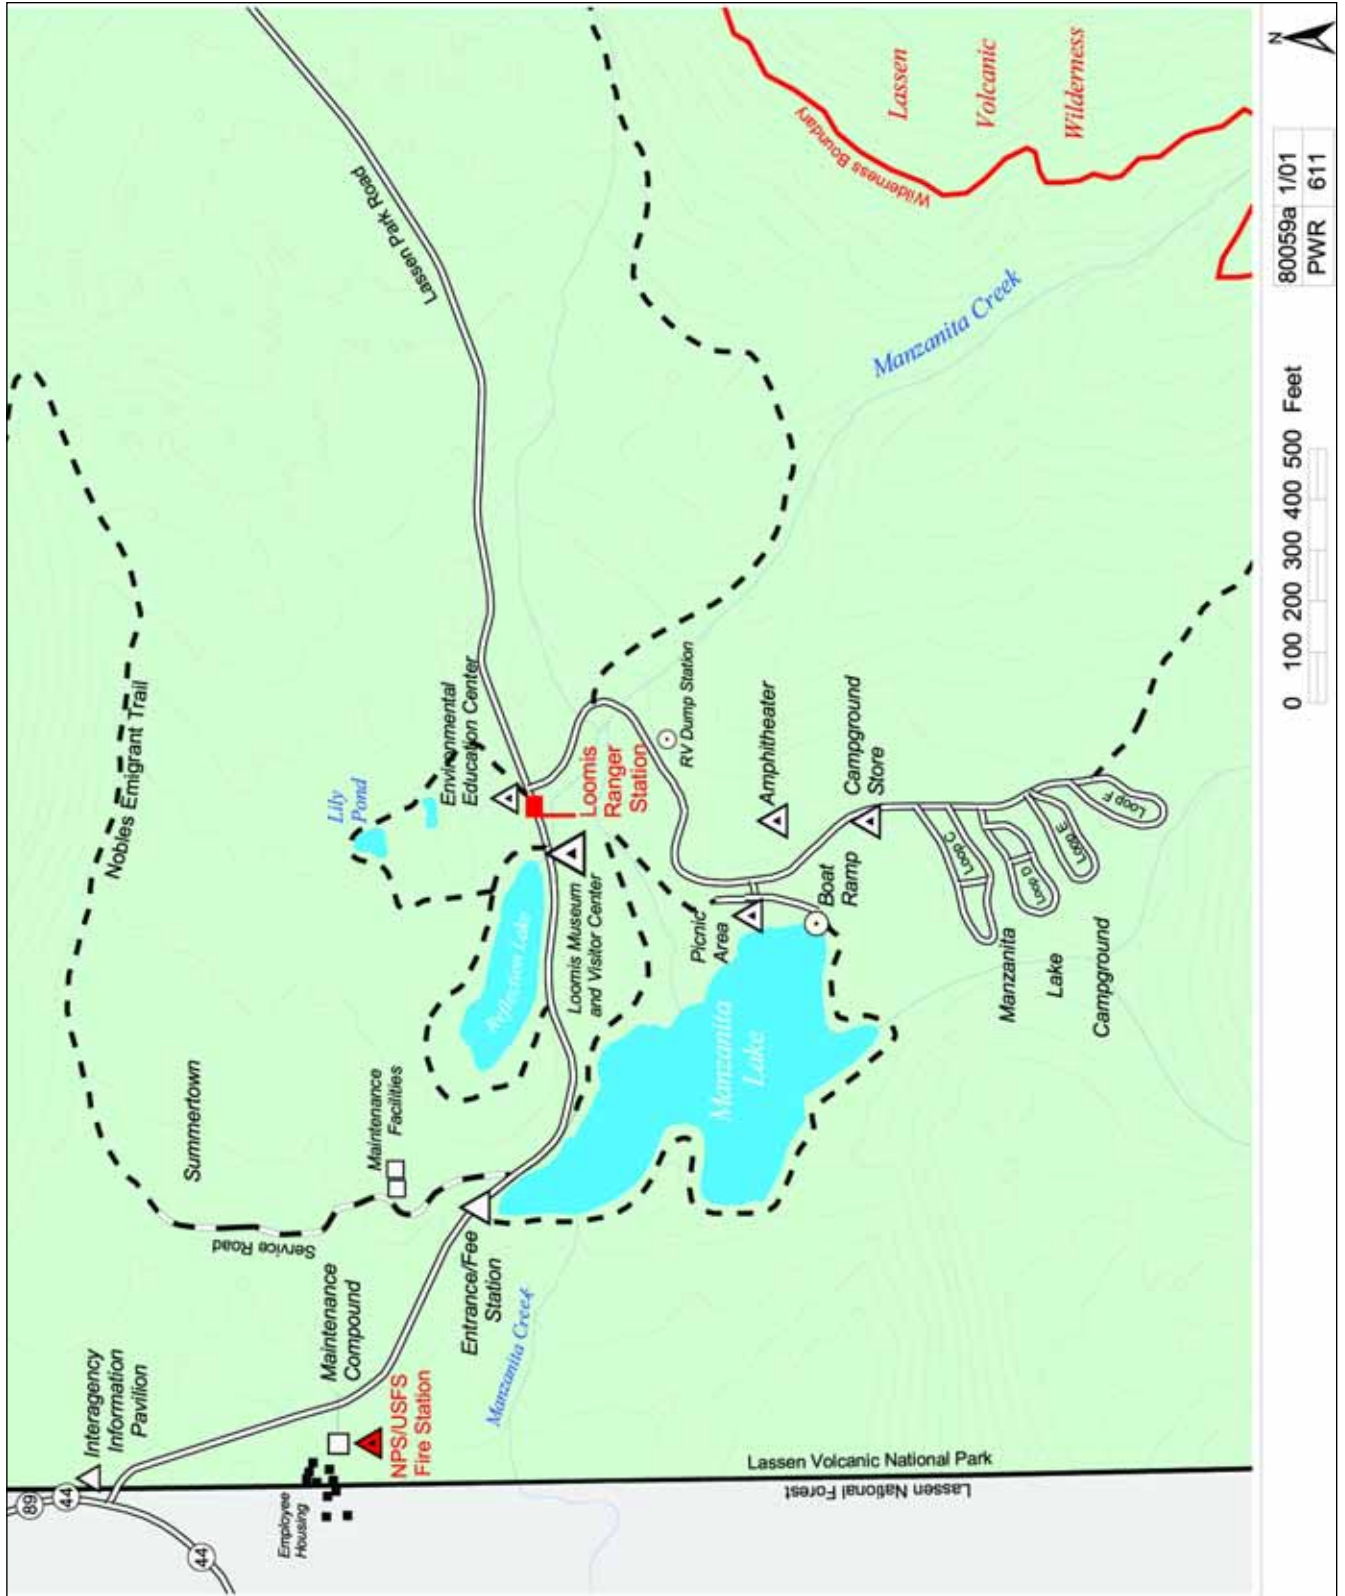 Lassen Park Road
Lassen
Volcanic
Wilderness
Wilderness Boundary
N
80059a 1/01
PWR 611
Manzanita Creek
0 100 200 300 400 500 Feet
Nobles Emigrant Trail
Lily
Pond
Environmental
Education Center
Loomis
Ranger
Station
RV Dump Station
Amphitheater
Campground
Store
Loop C
Loop D
Loop E
Loop F
Boat
Ramp
Picnic
Area
Loomis Museum
and Visitor Center
Reflection Lake
Manzanita
Lake
Manzanita
Lake
Campground
Summertown
Maintenance
Facilities
Service Road
Entrance/Fee
Station
Manzanita Creek
Maintenance
Compound
Interagency
Information
Pavilion
NPS/USFS
Fire Station
Employee
Housing
89
44
44
Lassen Volcanic National Park
Lassen National Forest